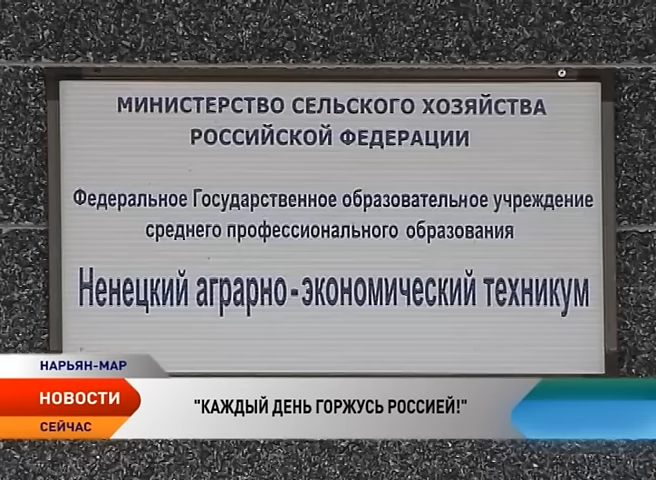 МИНИСТЕРСТВО СЕЛЬСКОГО ХОЗЯЙСТВА
РОССИЙСКОЙ ФЕДЕРАЦИИ
Федеральное Государственное образовательное учреждение
среднего профессионального образования
Ненецкий аграрно-экономический техникум
НАРЬЯН-МАР
НОВОСТИ
"КАЖДЫЙ ДЕНЬ ГОРЖУСЬ РОССИЕЙ!"
СЕЙЧАС